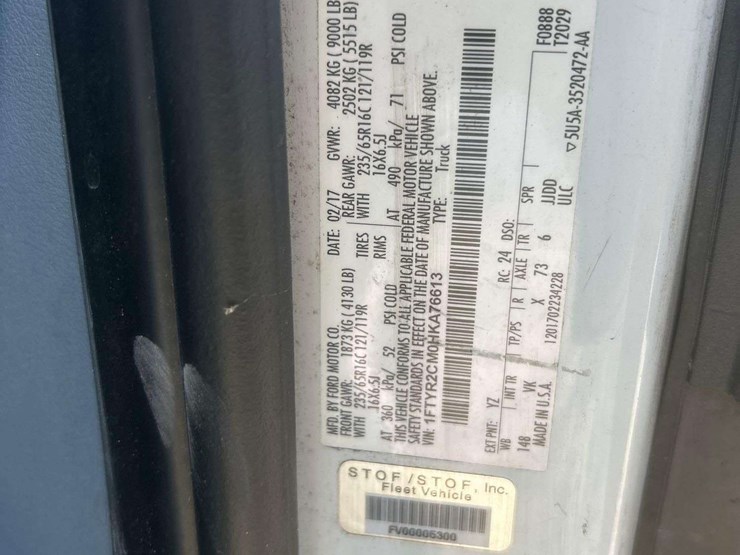 MFD. BY FORD MOTOR CO.
DATE: 02/17 GVWR: 4082 KG ( 9000 LB)
FRONT GAWR: 1873 KG ( 4130 LB)
REAR GAWR: 2502 KG ( 5515 LB)
WITH 235/65R16C 121/119R
TIRES WITH 235/65R16C 121/119R
16X6.5J
RIMS 16X6.5J
AT 360 kPa/ 52 PSI COLD
AT 490 kPa/ 71 PSI COLD
THIS VEHICLE CONFORMS TO ALL APPLICABLE FEDERAL MOTOR VEHICLE
SAFETY STANDARDS IN EFFECT ON THE DATE OF MANUFACTURE SHOWN ABOVE.
VIN: 1FTYR2CM0HKA76613
TYPE: Truck
F0888
T2029
EXT PNT: YZ RC: 24 DSO:
WB INT TR TP/PS R AXLE TR SPR
148 VK X 73 6 JJDD
MADE IN U.S.A. 1201702234228 ULC
▽5U5A-3520472-AA
STOF/STOF, Inc.
Fleet Vehicle
FV00006300